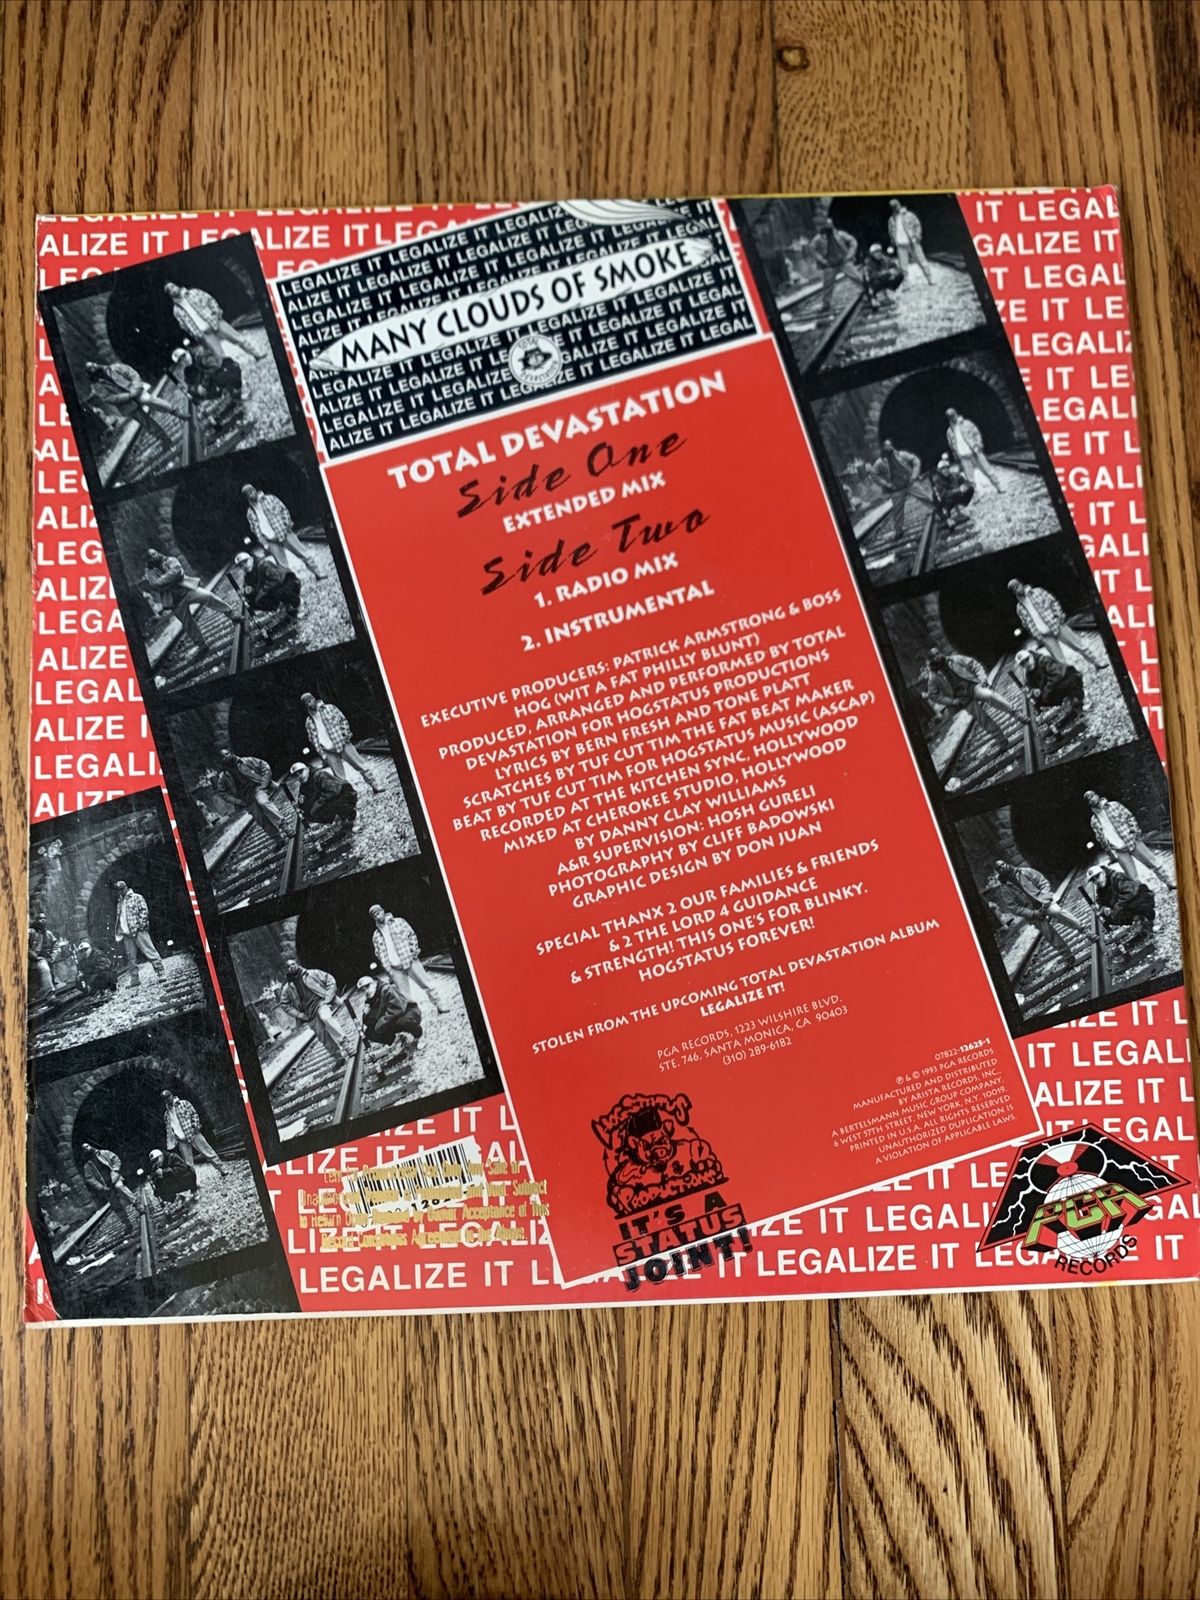 MANY CLOUDS OF SMOKE
TOTAL DEVASTATION
Side One
EXTENDED MIX
Side Two
1. RADIO MIX
2. INSTRUMENTAL
EXECUTIVE PRODUCERS: PATRICK ARMSTRONG & BOSS
HOG (WIT A FAT PHILLY BLUNT)
PRODUCED, ARRANGED AND PERFORMED BY TOTAL
DEVASTATION FOR HOGSTATUS PRODUCTIONS
LYRICS BY BERN FRESH AND TONE PLATT
SCRATCHES BY TUF CUT TIM THE FAT BEAT MAKER
BEAT BY TUF CUT TIM FOR HOGSTATUS MUSIC (ASCAP)
RECORDED AT THE KITCHEN SYNC, HOLLYWOOD
MIXED AT CHEROKEE STUDIO, HOLLYWOOD
BY DANNY CLAY WILLIAMS
A&R SUPERVISION: HOSH GURELI
PHOTOGRAPHY BY CLIFF BADOWSKI
GRAPHIC DESIGN BY DON JUAN
SPECIAL THANX 2 OUR FAMILIES & FRIENDS
& 2 THE LORD 4 GUIDANCE
& STRENGTH! THIS ONE'S FOR BLINKY.
HOGSTATUS FOREVER!
STOLEN FROM THE UPCOMING TOTAL DEVASTATION ALBUM
LEGALIZE IT!
PGA RECORDS, 1223 WILSHIRE BLVD.
STE. 746, SANTA MONICA, CA 90403
(310) 289-6182
07822-12625-1
℗ & © 1993 PGA RECORDS
MANUFACTURED AND DISTRIBUTED
BY ARISTA RECORDS, INC.,
A BERTELSMANN MUSIC GROUP COMPANY,
6 WEST 57TH STREET, NEW YORK, N.Y. 10019.
PRINTED IN U.S.A. ALL RIGHTS RESERVED
UNAUTHORIZED DUPLICATION IS
A VIOLATION OF APPLICABLE LAWS.
HOGSTATUS
PRODUCTIONS
IT'S A
STATUS
JOINT!
PGA
RECORDS
LEGALIZE IT